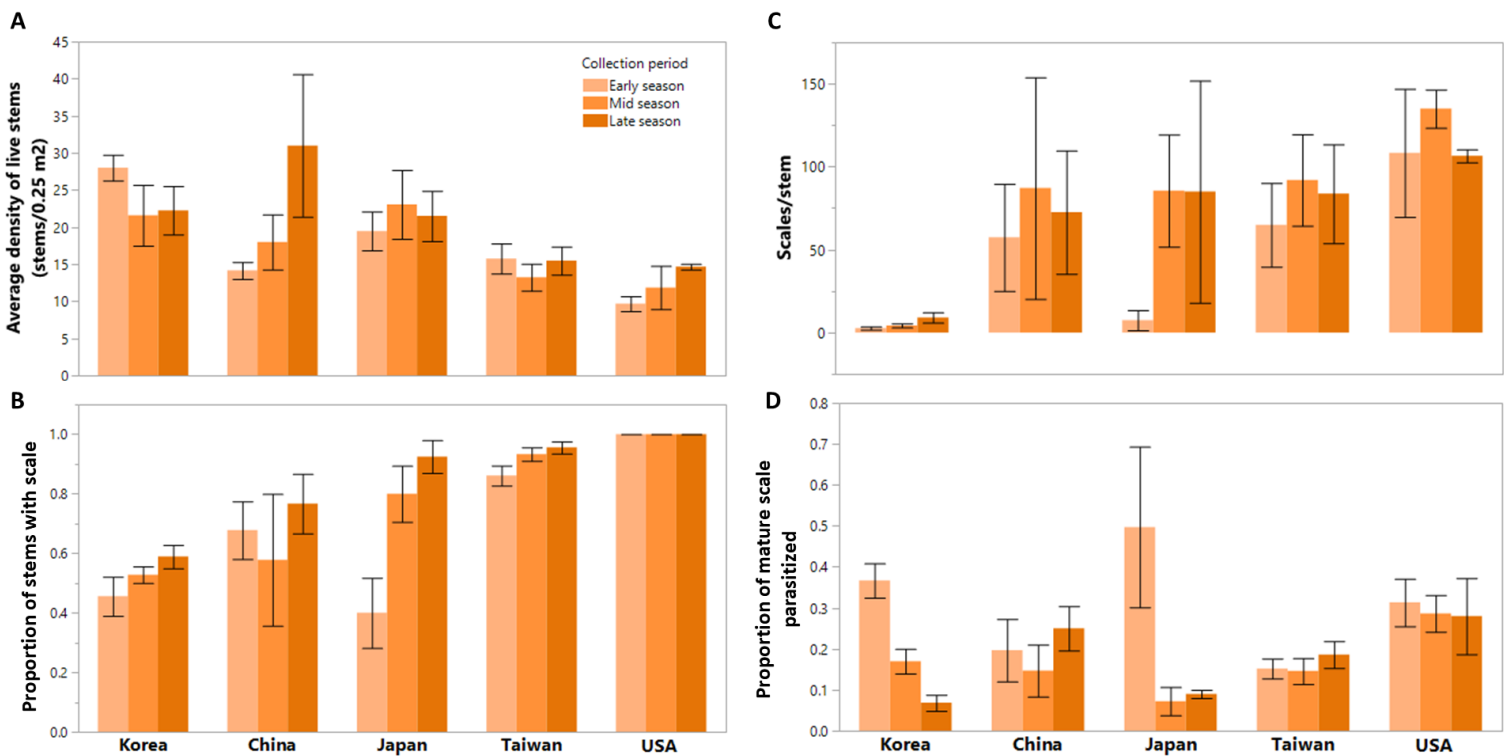 A
Average density of live stems
(stems/0.25 m2)
45
40
35
30
25
20
15
10
5
0
Collection period
Early season
Mid season
Late season
C
Scales/stem
150
100
50
0
B
Proportion of stems with scale
1.0
0.8
0.6
0.4
0.2
0.0
Korea China Japan Taiwan USA
D
Proportion of mature scale
parasitized
0.8
0.7
0.6
0.5
0.4
0.3
0.2
0.1
0.0
Korea China Japan Taiwan USA